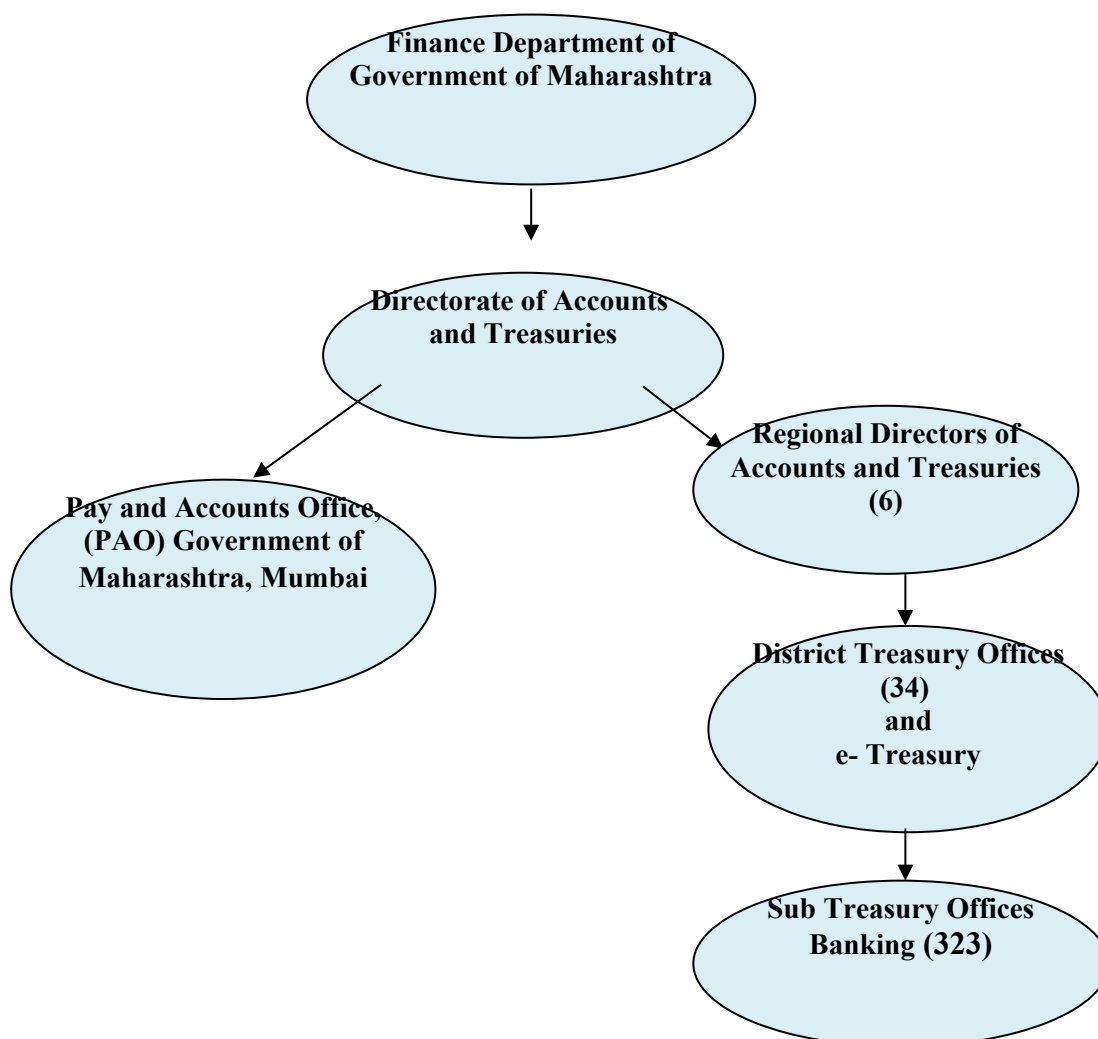 Finance Department of
Government of Maharashtra
Directorate of Accounts
and Treasuries
Regional Directors of
Accounts and Treasuries
(6)
Pay and Accounts Office,
(PAO) Government of
Maharashtra, Mumbai
District Treasury Offices
(34)
and
e- Treasury
Sub Treasury Offices
Banking (323)